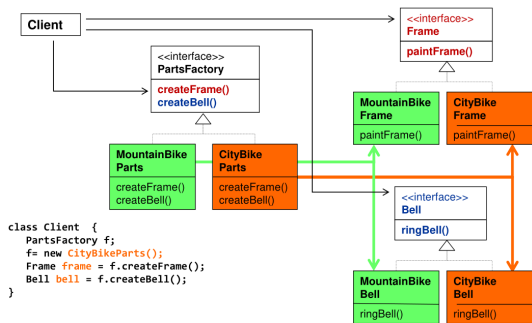 Client
<<interface>>
PartsFactory
createFrame()
createBell()
<<interface>>
Frame
paintFrame()
MountainBike
Parts
createFrame()
createBell()
CityBike
Parts
createFrame()
createBell()
MountainBike
Frame
paintFrame()
CityBike
Frame
paintFrame()
<<interface>>
Bell
ringBell()
MountainBike
Bell
ringBell()
CityBike
Bell
ringBell()
class Client  {
PartsFactory f;
f= new CityBikeParts();
Frame frame = f.createFrame();
Bell bell = f.createBell();
}